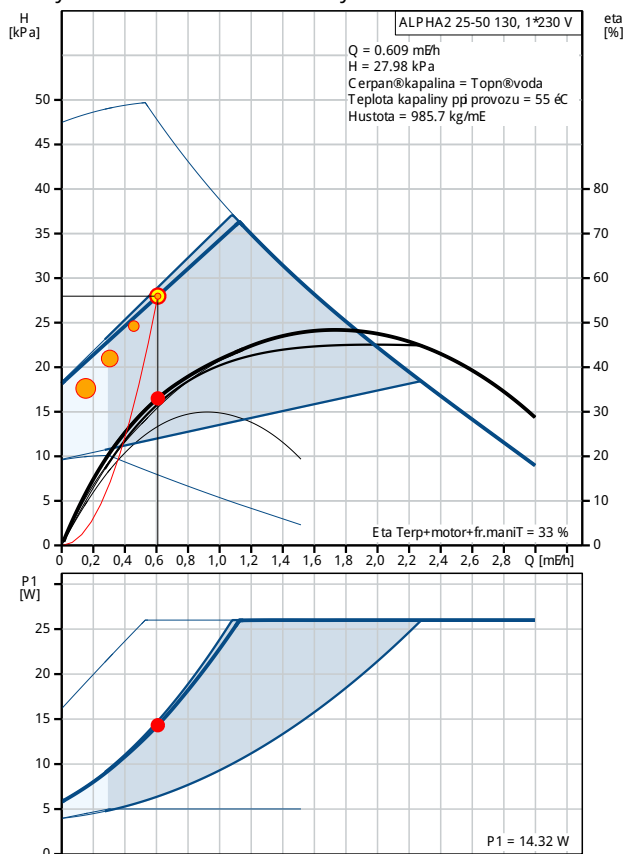 H
[kPa]
ALPHA2 25-50 130, 1*230 V
eta
[%]
Q = 0.609 mÉ/h
H = 27.98 kPa
Cerpan®kapalina = Topn®voda
Teplota kapaliny ppi provozu = 55 éC
Hustota = 985.7 kg/mE
50
45
40
35
30
25
20
15
10
5
0
80
70
60
50
40
30
20
10
0
Eta Terp+motor+fr.maniT = 33 %
0 0,2 0,4 0,6 0,8 1,0 1,2 1,4 1,6 1,8 2,0 2,2 2,4 2,6 2,8 Q [mE/h]
P1
[W]
25
20
15
10
5
0
P1 = 14.32 W